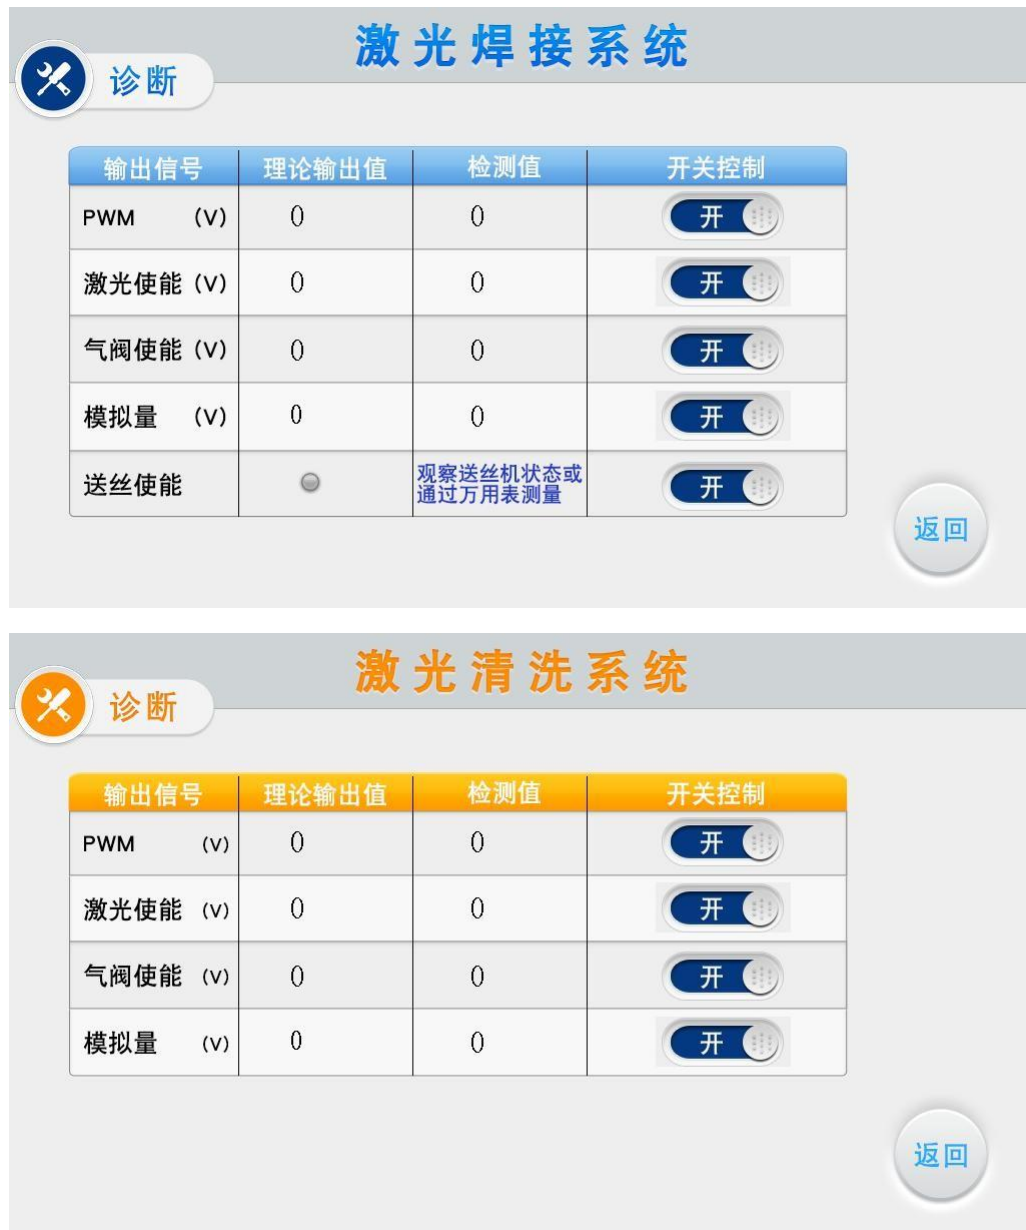 激光焊接系统
诊断
输出信号 理论输出值 检测值 开关控制
PWM (V) 0 0 开
激光使能 (V) 0 0 开
气阀使能 (V) 0 0 开
模拟量 (V) 0 0 开
送丝使能 观察送丝机状态或 开
通过万用表测量
返回
激光清洗系统
诊断
输出信号 理论输出值 检测值 开关控制
PWM (V) 0 0 开
激光使能 (V) 0 0 开
气阀使能 (V) 0 0 开
模拟量 (V) 0 0 开
返回